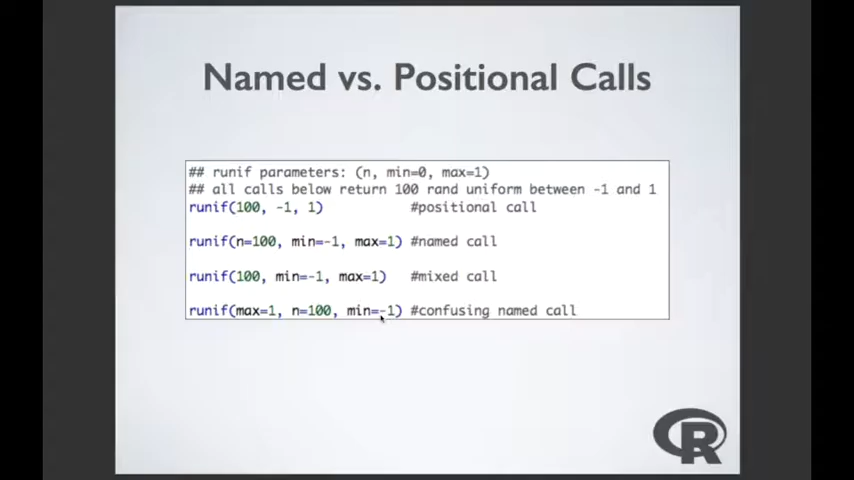 Named vs. Positional Calls
## runif parameters: (n, min=0, max=1)
## all calls below return 100 rand uniform between -1 and 1
runif(100, -1, 1) #positional call
runif(n=100, min=-1, max=1) #named call
runif(100, min=-1, max=1) #mixed call
runif(max=1, n=100, min=-1) #confusing named call
R